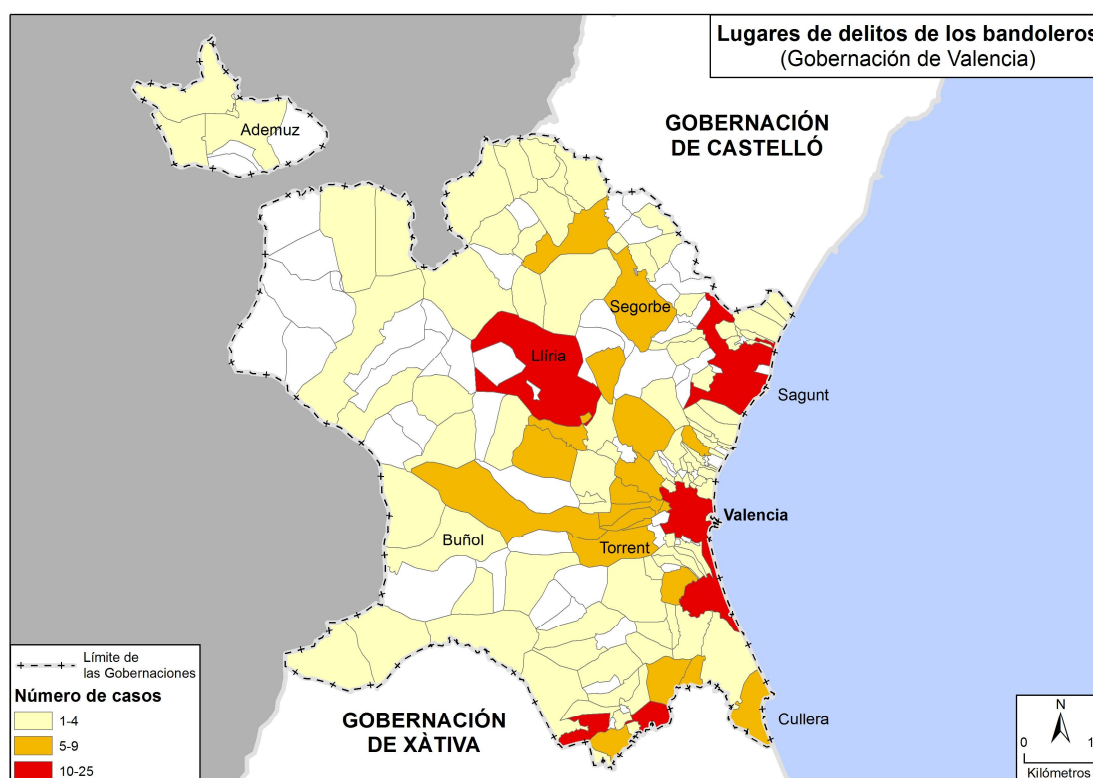 Lugares de delitos de los bandoleros
(Gobernación de Valencia)
GOBERNACIÓN
DE CASTELLÓ
Ademuz
Segorbe
Llíria
Sagunt
Valencia
Buñol
Torrent
Cullera
GOBERNACIÓN
DE XÀTIVA
Límite de
las Gobernaciones
Número de casos
1-4
5-9
10-25
N
0
Kilómetros